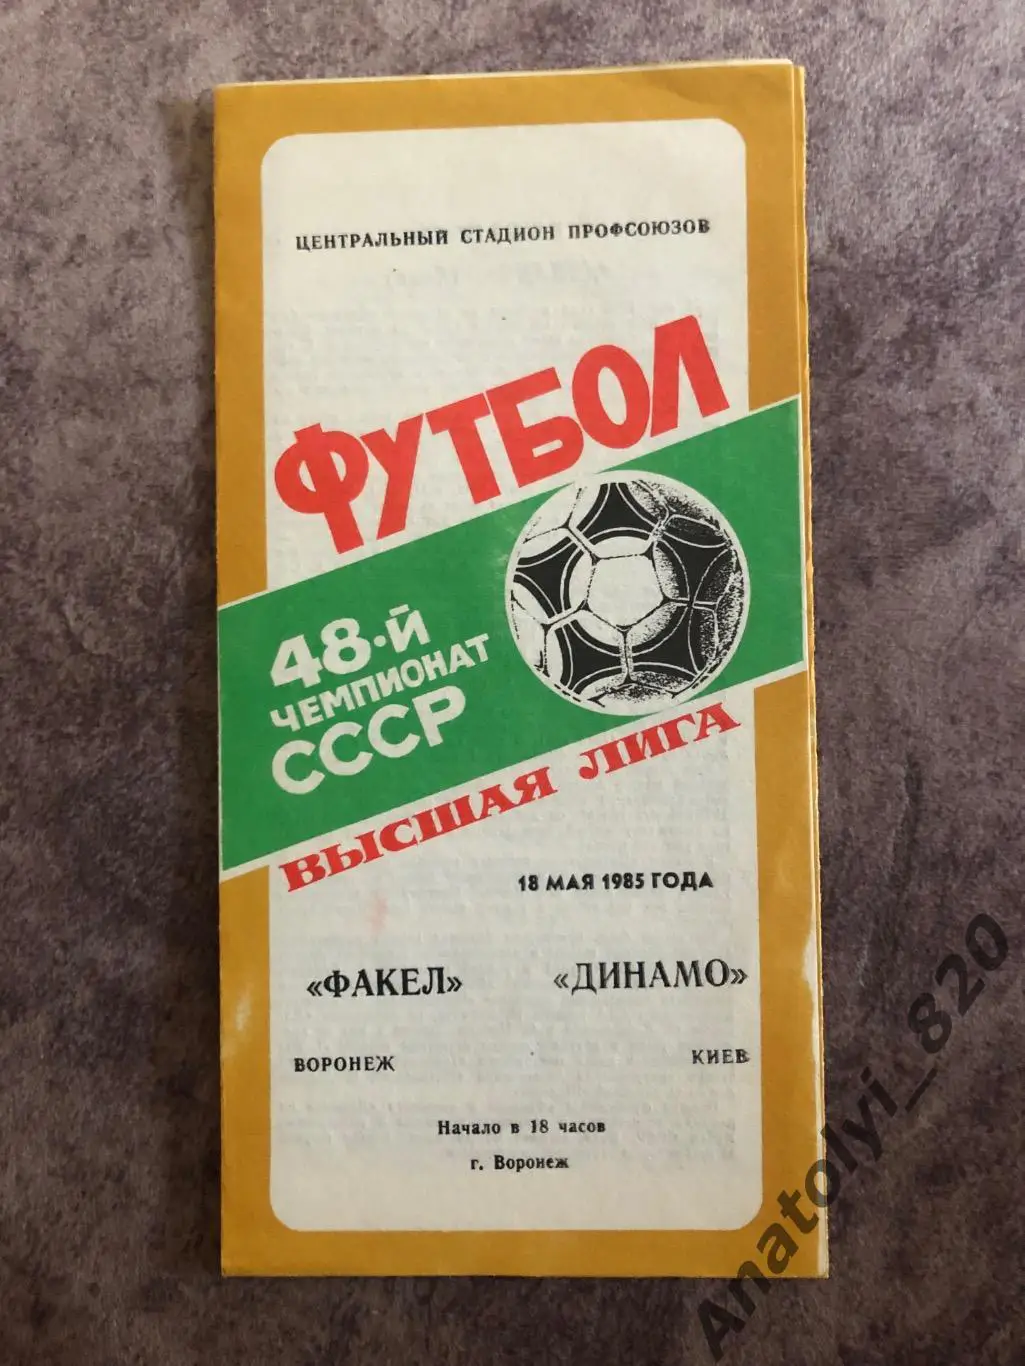 ЦЕНТРАЛЬНЫЙ СТАДИОН ПРОФСОЮЗОВ
ФУТБОЛ
48-Й
ЧЕМПИОНАТ
СССР
ВЫСШАЯ ЛИГА
18 МАЯ 1985 ГОДА
«ФАКЕЛ» «ДИНАМО»
ВОРОНЕЖ КИЕВ
Начало в 18 часов
г. Воронеж
Anatolyi_820